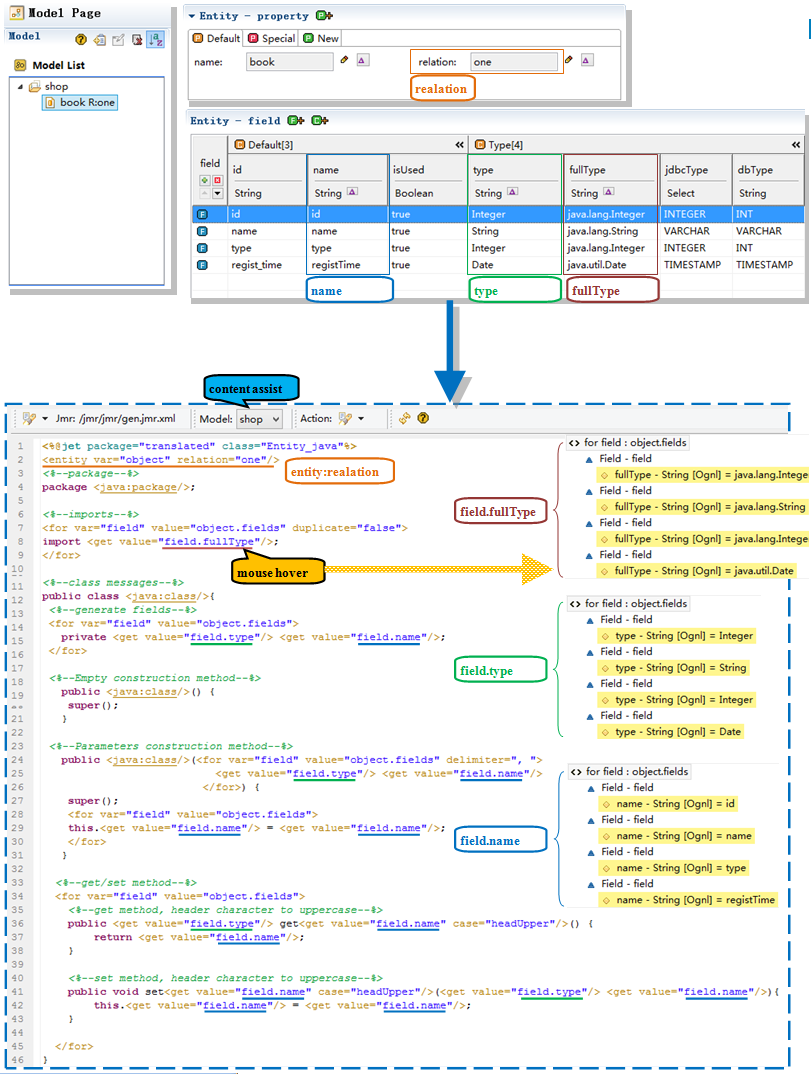 Model Page
Model
Model List
shop
book R:one
Entity - property
Default Special New
name: book relation: one
realation
Entity - field
Default[3] Type[4]
field
id name isUsed type fullType jdbcType dbType
String String Boolean String String Select String
id id true Integer java.lang.Integer INTEGER INT
name name true String java.lang.String VARCHAR VARCHAR
type type true Integer java.lang.Integer INTEGER INT
regist_time registTime true Date java.util.Date TIMESTAMP TIMESTAMP
name type fullType
content assist
Jmr: /jmr/jmr/gen.jmr.xml Model: shop Action:
1 <%@jet package="translated" class="Entity_java"%>
2 <entity var="object" relation="one"/>
entity:realation
3 <%--package--%>
4 package <java:package/>;
5
6 <%--imports--%>
7 <for var="field" value="object.fields" duplicate="false">
8 import <get value="field.fullType"/>;
9 </for>
mouse hover
10
11 <%--class messages--%>
12 public class <java:class/>{
13 <%--generate fields--%>
14 <for var="field" value="object.fields">
15 private <get value="field.type"/> <get value="field.name"/>;
16 </for>
17
18 <%--Empty construction method--%>
19 public <java:class/>() {
20 super();
21 }
22
23 <%--Parameters construction method--%>
24 public <java:class/>(<for var="field" value="object.fields" delimiter=", ">
25 <get value="field.type"/> <get value="field.name"/>
26 </for>) {
27 super();
28 <for var="field" value="object.fields">
29 this.<get value="field.name"/> = <get value="field.name"/>;
30 </for>
31 }
32
33 <%--get/set method--%>
34 <for var="field" value="object.fields">
35 <%--get method, header character to uppercase--%>
36 public <get value="field.type"/> get<get value="field.name" case="headUpper"/>() {
37 return <get value="field.name"/>;
38 }
39
40 <%--set method, header character to uppercase--%>
41 public void set<get value="field.name" case="headUpper"/>(<get value="field.type"/> <get value="field.name"/>){
42 this.<get value="field.name"/> = <get value="field.name"/>;
43 }
44
45 </for>
46 }
field.fullType
<> for field : object.fields
Field - field
fullType - String [Ognl] = java.lang.Intege
Field - field
fullType - String [Ognl] = java.lang.String
Field - field
fullType - String [Ognl] = java.lang.Intege
Field - field
fullType - String [Ognl] = java.util.Date
field.type
<> for field : object.fields
Field - field
type - String [Ognl] = Integer
Field - field
type - String [Ognl] = String
Field - field
type - String [Ognl] = Integer
Field - field
type - String [Ognl] = Date
field.name
<> for field : object.fields
Field - field
name - String [Ognl] = id
Field - field
name - String [Ognl] = name
Field - field
name - String [Ognl] = type
Field - field
name - String [Ognl] = registTime